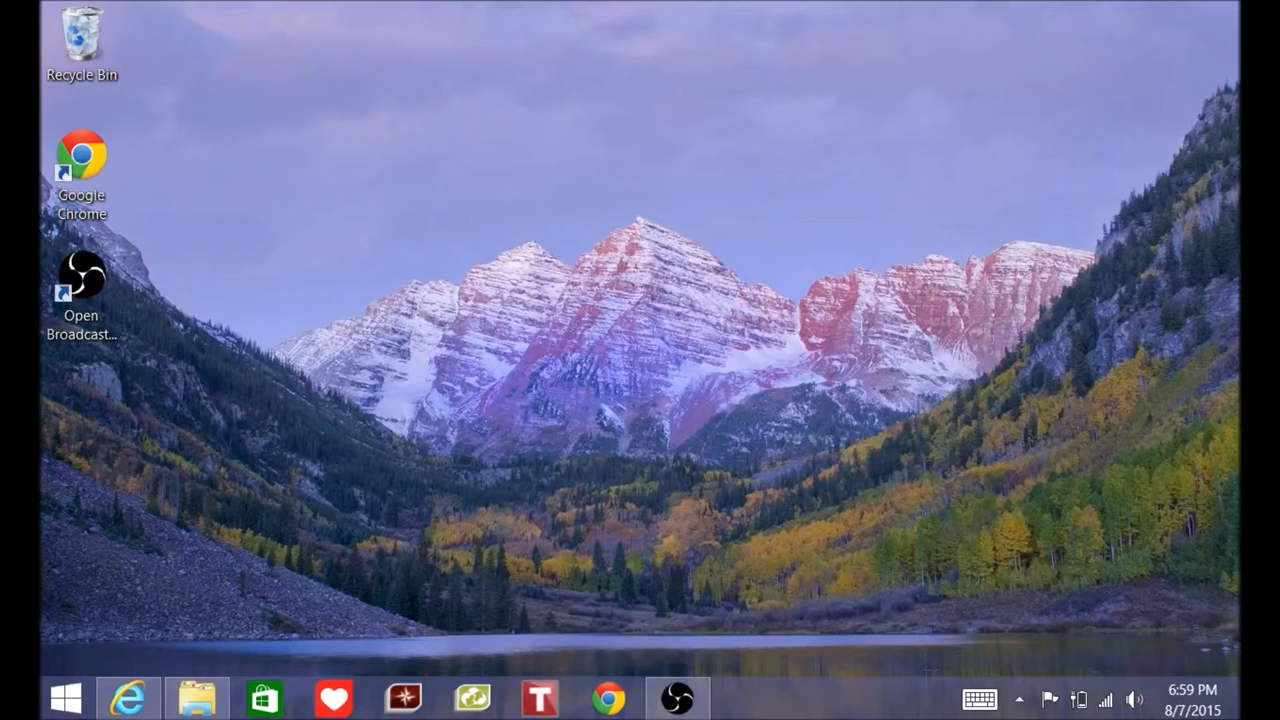 Recycle Bin
Google
Chrome
Open
Broadcast...
T
6:59 PM
8/7/2015